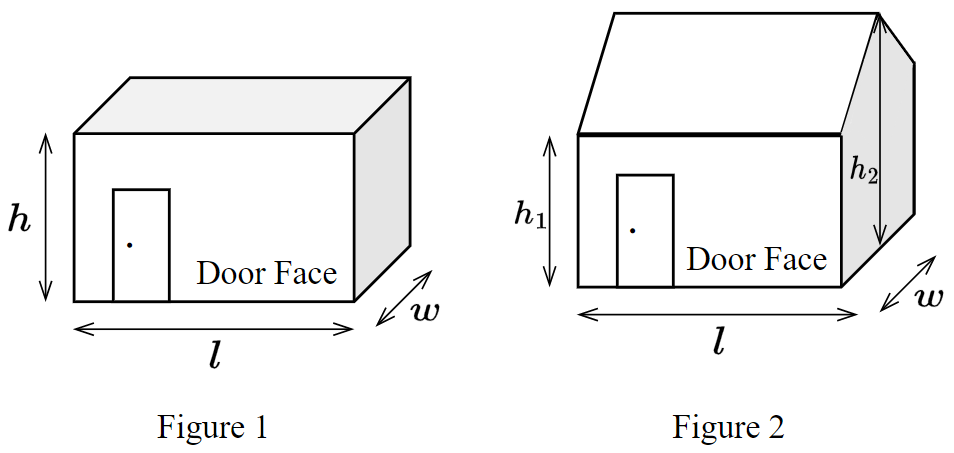 h
Door Face
w
l
Figure 1
h₁
h₂
Door Face
w
l
Figure 2